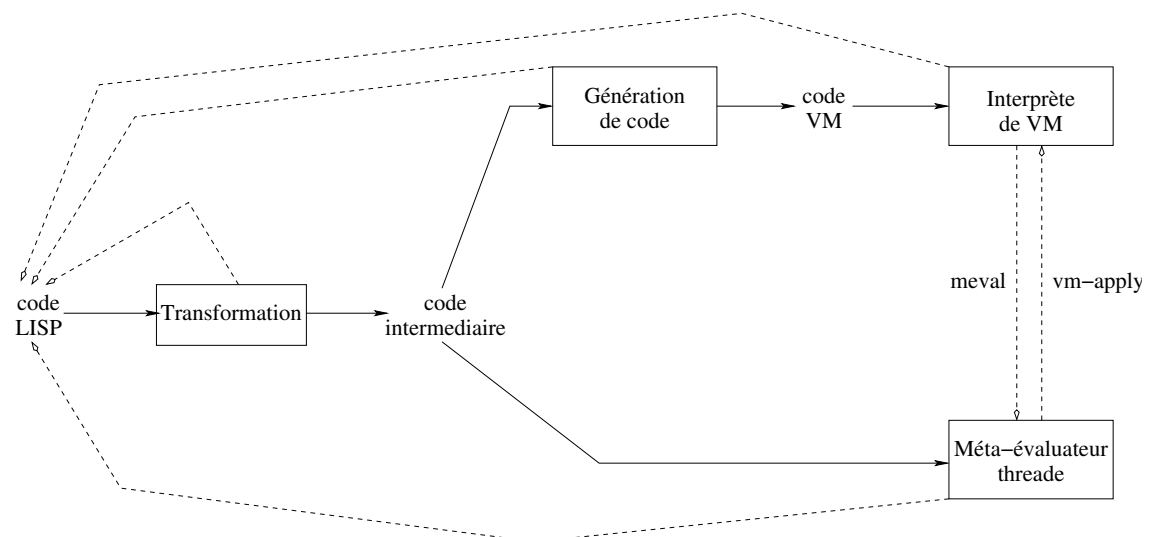 Génération
de code
code
VM
Interprète
de VM
meval
vm-apply
code
LISP
Transformation
code
intermediaire
Méta-évaluateur
threade